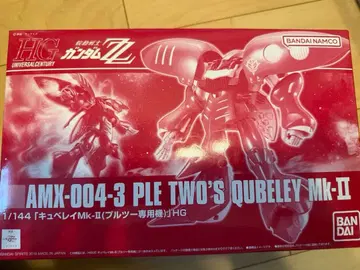 HG
UNIVERSAL CENTURY
機動戦士
ガンダムZZ
BANDAI NAMCO
AMX-004-3 PLE TWO'S QUBELEY Mk-II
1/144「キュベレイMk-Ⅱ(プルツー専用機)」HG
BANDAI